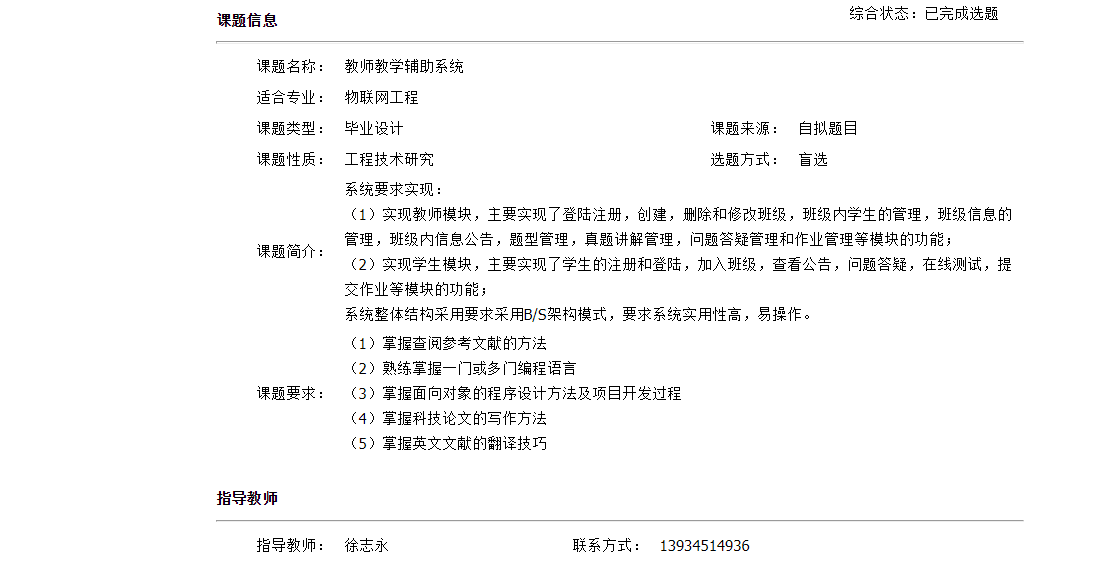 课题信息
综合状态：已完成选题
课题名称： 教师教学辅助系统
适合专业： 物联网工程
课题类型： 毕业设计 课题来源： 自拟题目
课题性质： 工程技术研究 选题方式： 盲选
系统要求实现：
（1）实现教师模块，主要实现了登陆注册，创建，删除和修改班级，班级内学生的管理，班级信息的
管理，班级内信息公告，题型管理，真题讲解管理，问题答疑管理和作业管理等模块的功能；
课题简介：
（2）实现学生模块，主要实现了学生的注册和登陆，加入班级，查看公告，问题答疑，在线测试，提
交作业等模块的功能；
系统整体结构采用要求采用B/S架构模式，要求系统实用性高，易操作。
（1）掌握查阅参考文献的方法
（2）熟练掌握一门或多门编程语言
课题要求： （3）掌握面向对象的程序设计方法及项目开发过程
（4）掌握科技论文的写作方法
（5）掌握英文文献的翻译技巧
指导教师
指导教师： 徐志永 联系方式： 13934514936